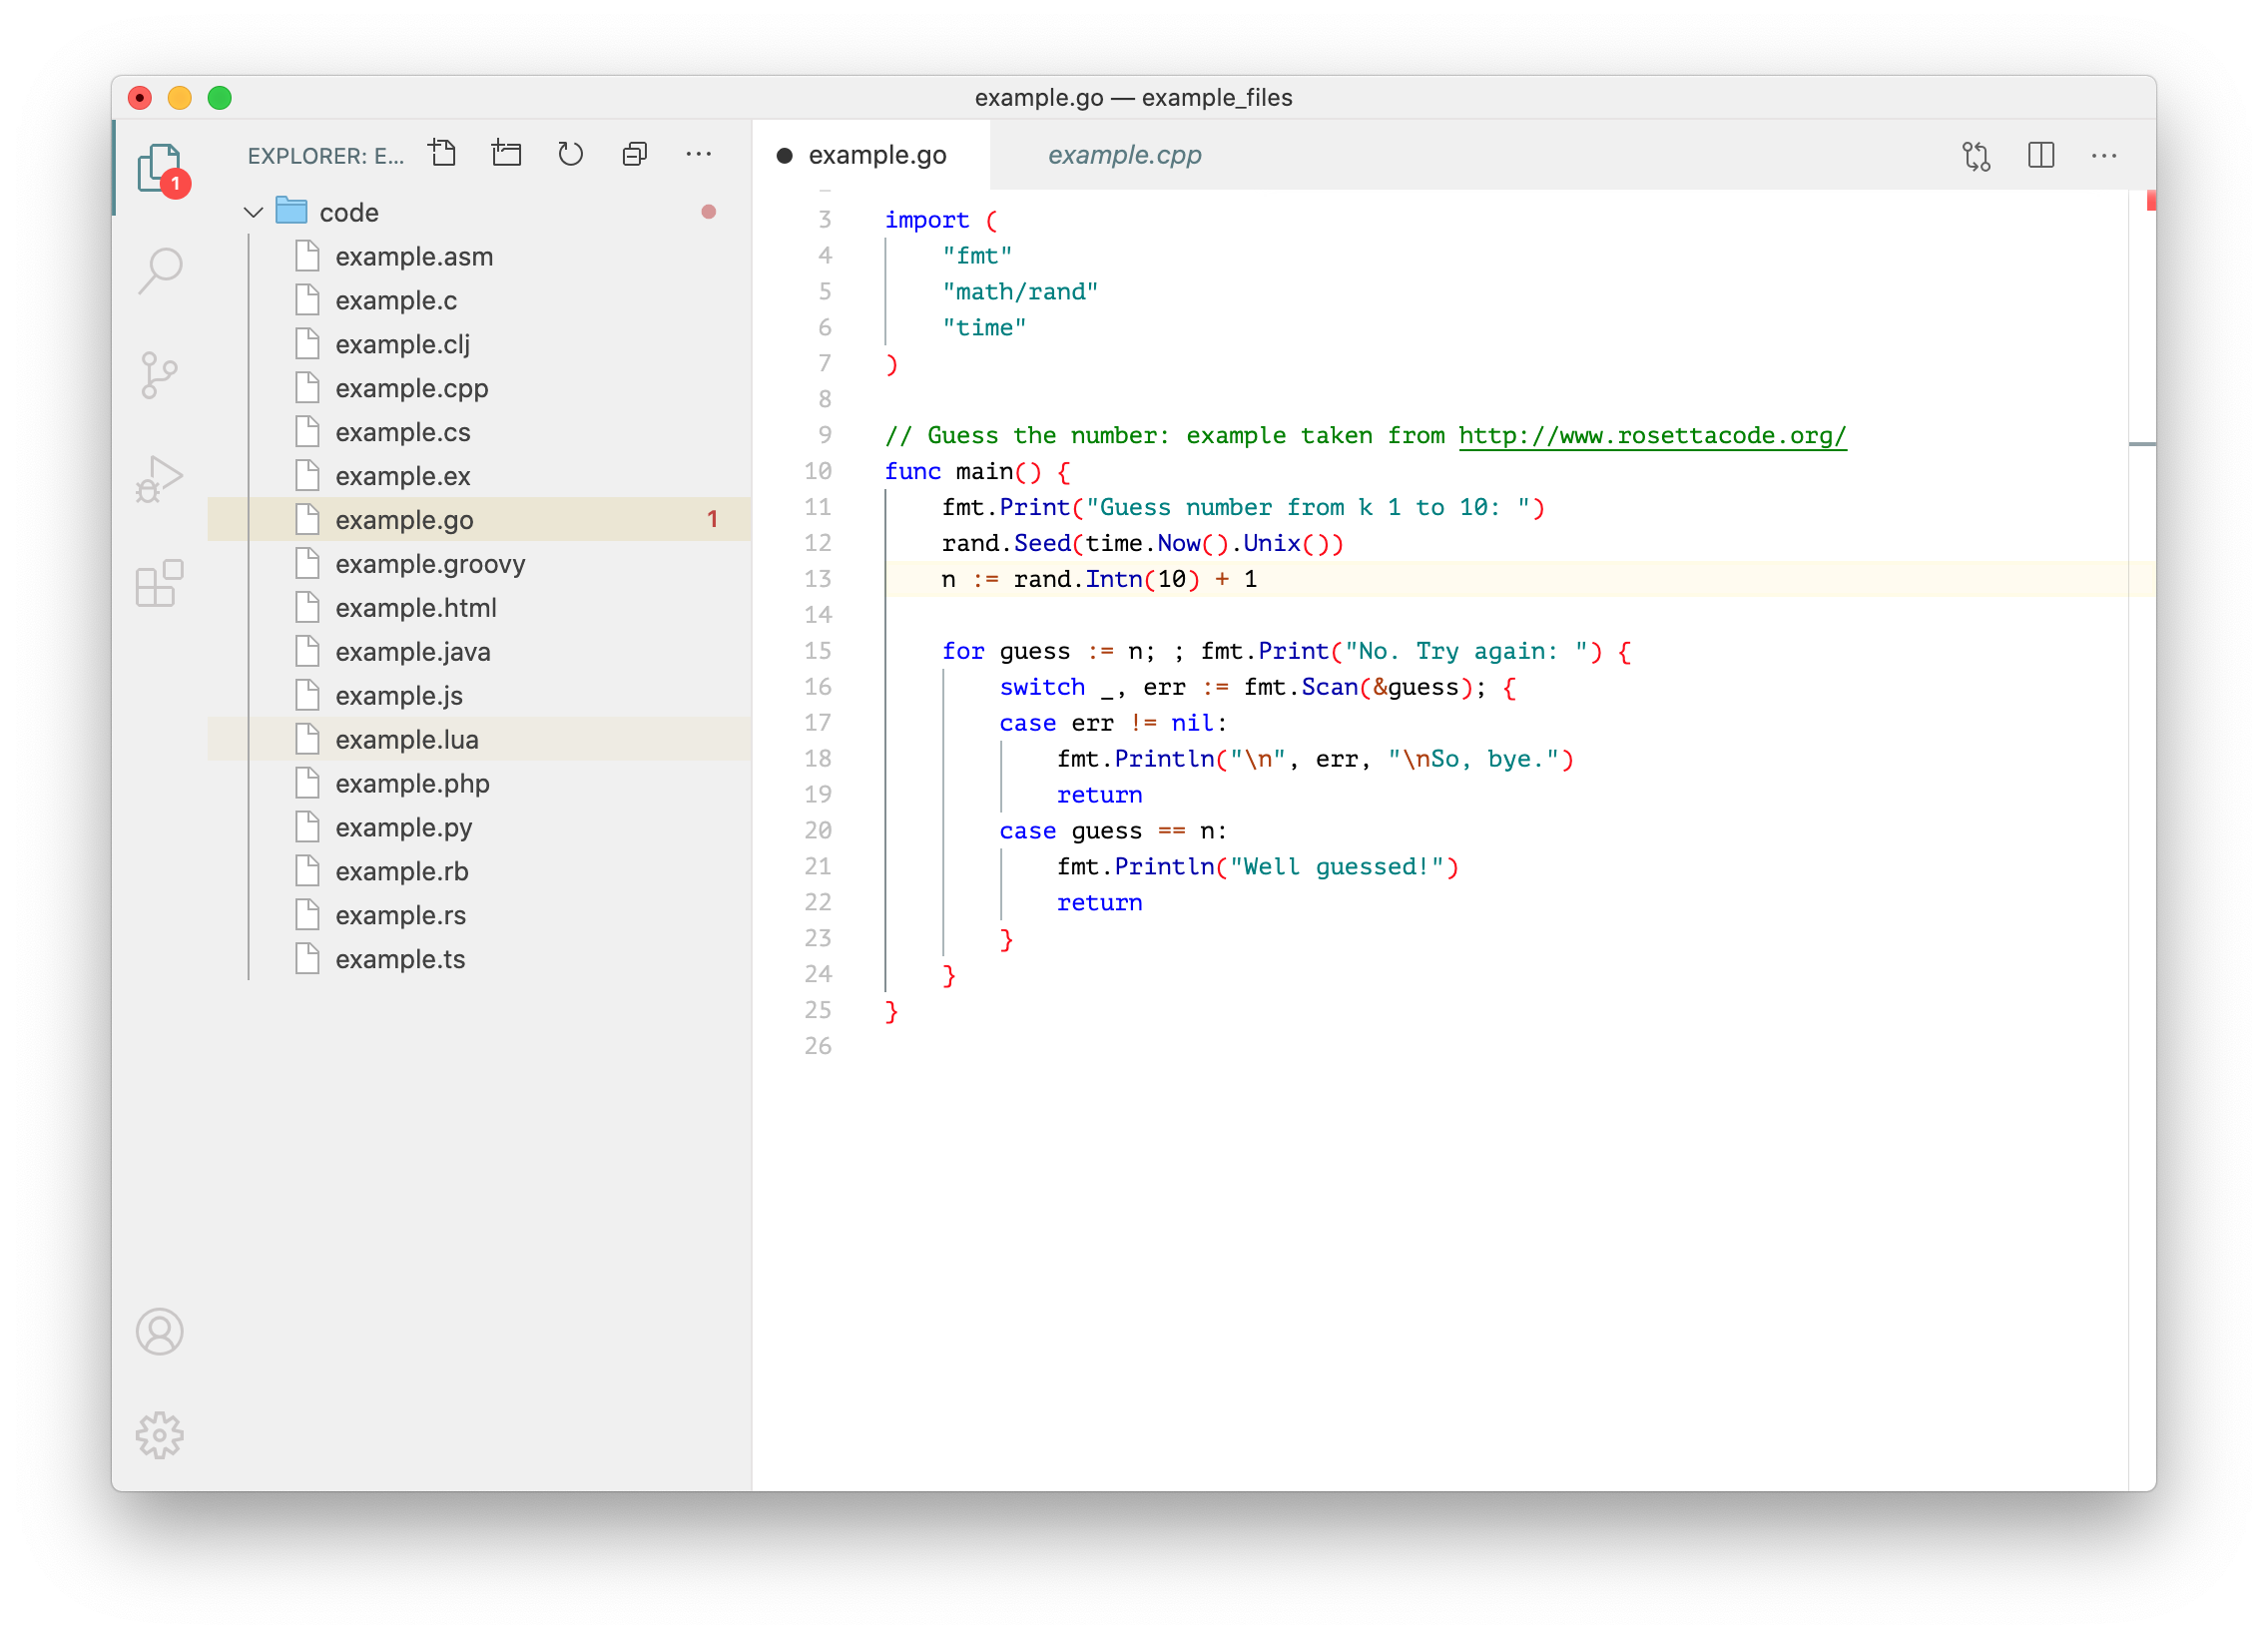 example.go — example_files
1
EXPLORER: E...
code
example.asm
example.c
example.clj
example.cpp
example.cs
example.ex
example.go 1
example.groovy
example.html
example.java
example.js
example.lua
example.php
example.py
example.rb
example.rs
example.ts
example.go example.cpp
3 import (
4 "fmt"
5 "math/rand"
6 "time"
7 )
8
9 // Guess the number: example taken from http://www.rosettacode.org/
10 func main() {
11 fmt.Print("Guess number from k 1 to 10: ")
12 rand.Seed(time.Now().Unix())
13 n := rand.Intn(10) + 1
14
15 for guess := n; ; fmt.Print("No. Try again: ") {
16 switch _, err := fmt.Scan(&guess); {
17 case err != nil:
18 fmt.Println("\n", err, "\nSo, bye.")
19 return
20 case guess == n:
21 fmt.Println("Well guessed!")
22 return
23 }
24 }
25 }
26